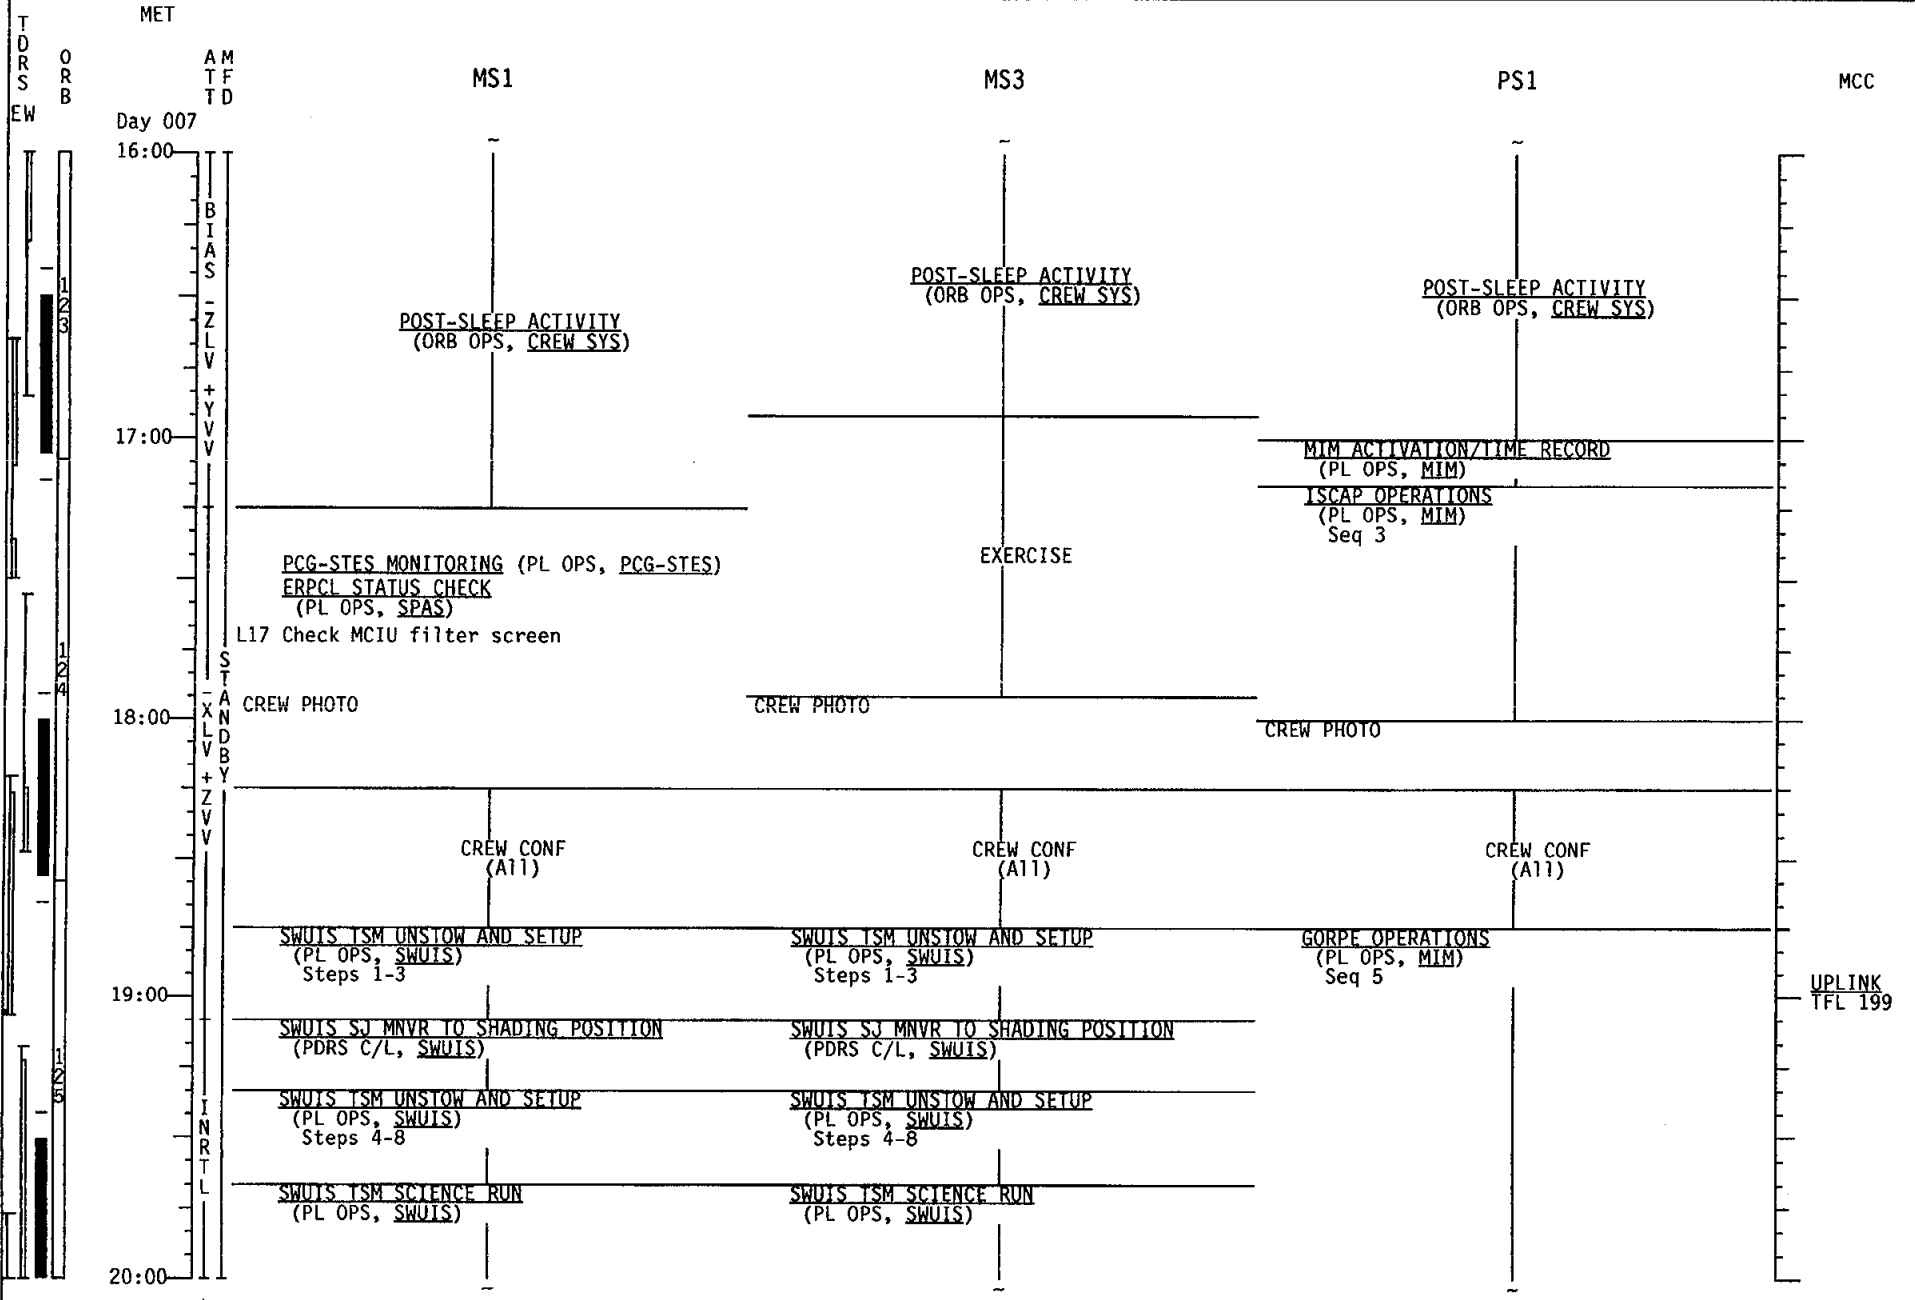 MET
TDRS
EW
ORB
ATT
MFD
MS1
MS3
PS1
MCC
Day 007
16:00
17:00
18:00
19:00
20:00
123
124
125
BIAS -ZLV +YVV
-XLV +ZVV
INRTL
STANDBY
~
POST-SLEEP ACTIVITY
(ORB OPS, CREW SYS)
PCG-STES MONITORING (PL OPS, PCG-STES)
ERPCL STATUS CHECK
(PL OPS, SPAS)
L17 Check MCIU filter screen
CREW PHOTO
CREW CONF
(All)
SWUIS TSM UNSTOW AND SETUP
(PL OPS, SWUIS)
Steps 1-3
SWUIS SJ MNVR TO SHADING POSITION
(PDRS C/L, SWUIS)
SWUIS TSM UNSTOW AND SETUP
(PL OPS, SWUIS)
Steps 4-8
SWUIS TSM SCIENCE RUN
(PL OPS, SWUIS)
~
~
POST-SLEEP ACTIVITY
(ORB OPS, CREW SYS)
EXERCISE
CREW PHOTO
CREW CONF
(All)
SWUIS TSM UNSTOW AND SETUP
(PL OPS, SWUIS)
Steps 1-3
SWUIS SJ MNVR TO SHADING POSITION
(PDRS C/L, SWUIS)
SWUIS TSM UNSTOW AND SETUP
(PL OPS, SWUIS)
Steps 4-8
SWUIS TSM SCIENCE RUN
(PL OPS, SWUIS)
~
~
POST-SLEEP ACTIVITY
(ORB OPS, CREW SYS)
MIM ACTIVATION/TIME RECORD
(PL OPS, MIM)
ISCAP OPERATIONS
(PL OPS, MIM)
Seq 3
CREW PHOTO
CREW CONF
(All)
GORPE OPERATIONS
(PL OPS, MIM)
Seq 5
~
UPLINK
TFL 199